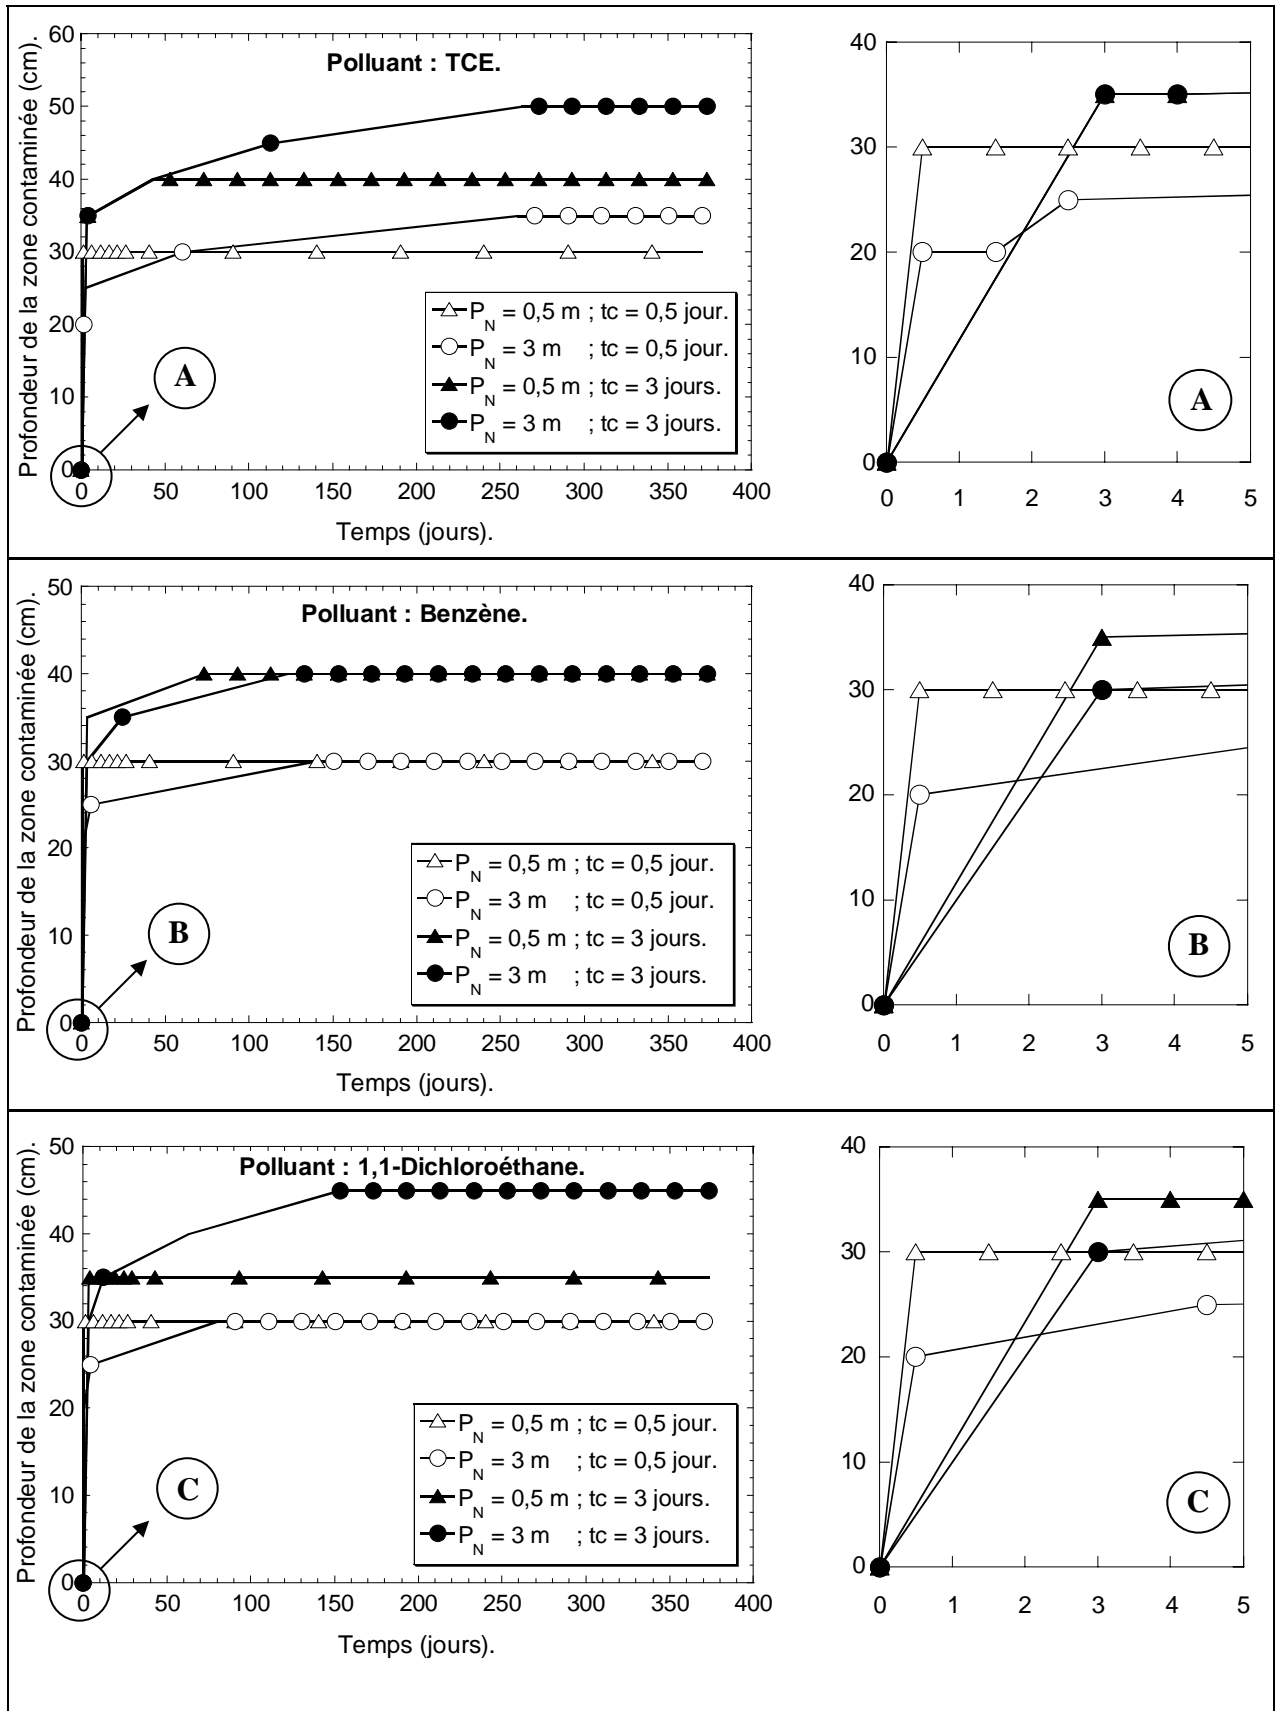 Profondeur de la zone contaminée (cm).
60
50
40
30
20
10
0
Polluant : TCE.
P_N = 0,5 m ; tc = 0,5 jour.
P_N = 3 m ; tc = 0,5 jour.
P_N = 0,5 m ; tc = 3 jours.
P_N = 3 m ; tc = 3 jours.
A
0 50 100 150 200 250 300 350 400
Temps (jours).
40
30
20
10
0
A
0 1 2 3 4 5
Profondeur de la zone contaminée (cm).
50
40
30
20
10
0
Polluant : Benzène.
P_N = 0,5 m ; tc = 0,5 jour.
P_N = 3 m ; tc = 0,5 jour.
P_N = 0,5 m ; tc = 3 jours.
P_N = 3 m ; tc = 3 jours.
B
0 50 100 150 200 250 300 350 400
Temps (jours).
40
30
20
10
0
B
0 1 2 3 4 5
Profondeur de la zone contaminée (cm).
50
40
30
20
10
0
Polluant : 1,1-Dichloroéthane.
P_N = 0,5 m ; tc = 0,5 jour.
P_N = 3 m ; tc = 0,5 jour.
P_N = 0,5 m ; tc = 3 jours.
P_N = 3 m ; tc = 3 jours.
C
0 50 100 150 200 250 300 350 400
Temps (jours).
40
30
20
10
0
C
0 1 2 3 4 5